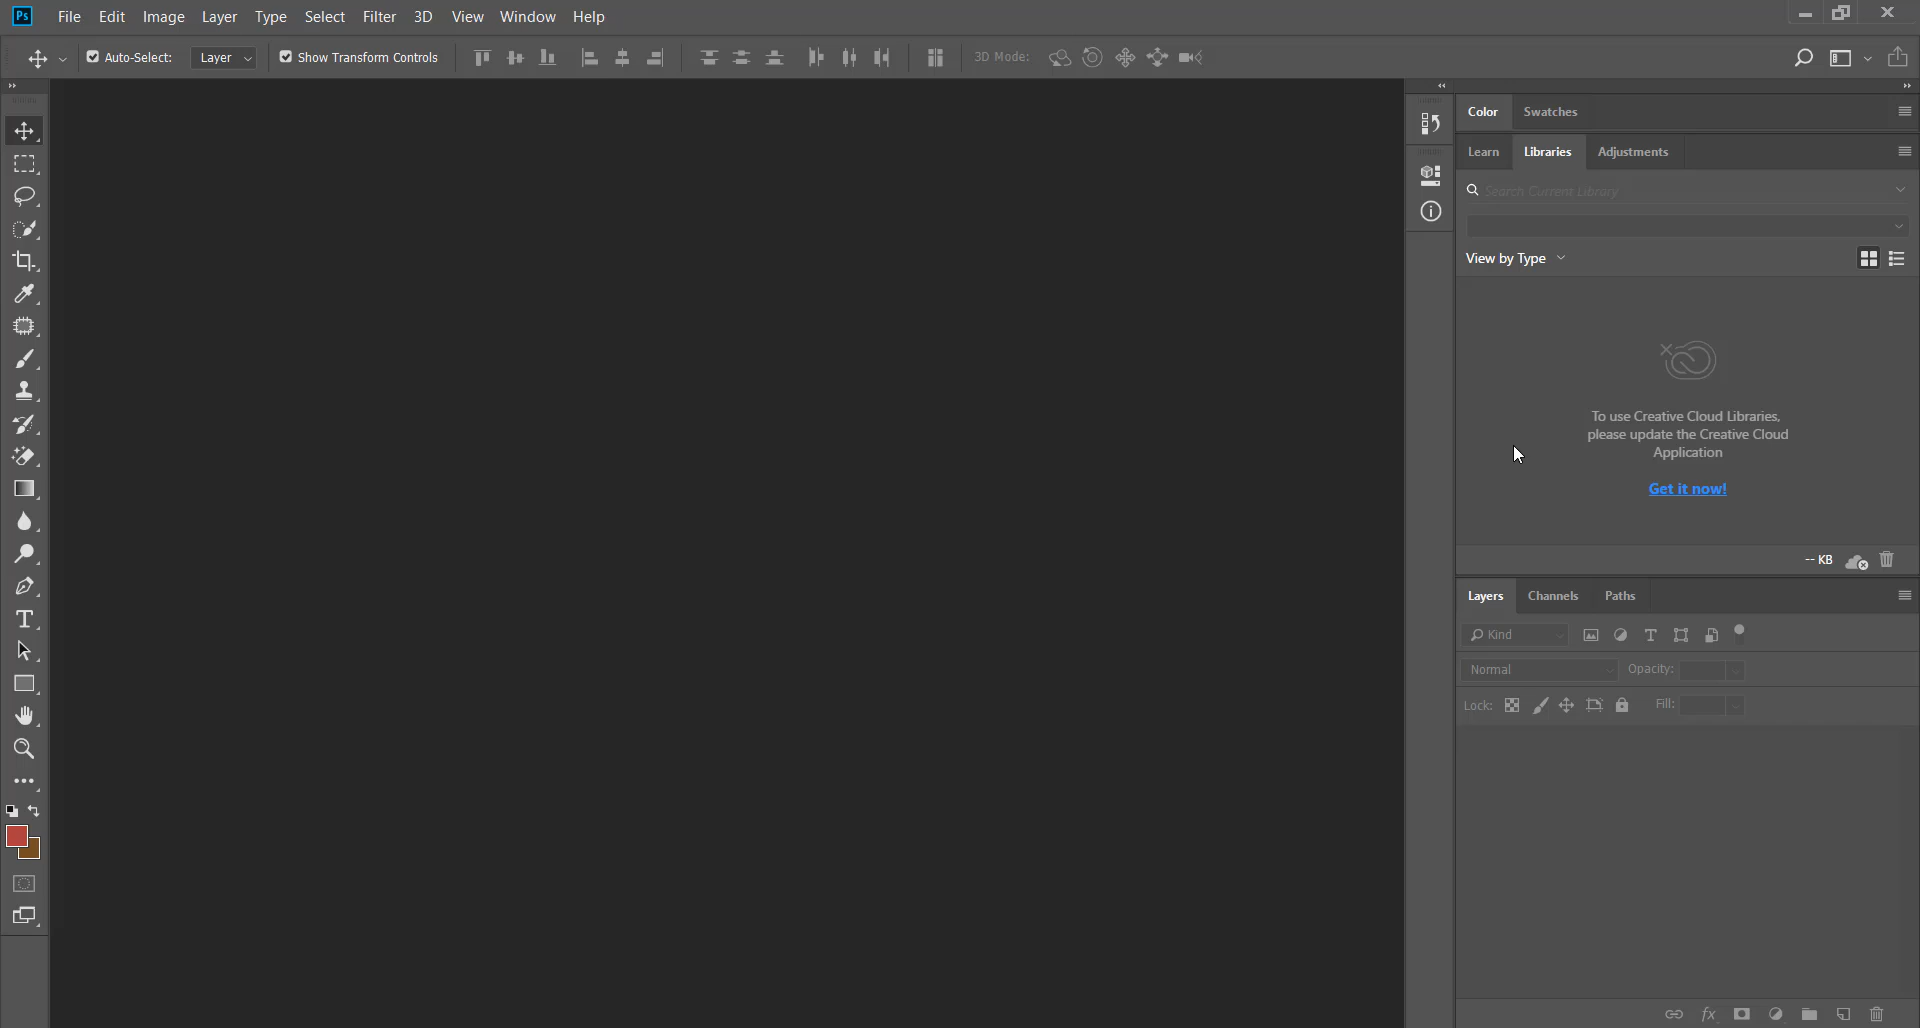 Ps File Edit Image Layer Type Select Filter 3D View Window Help
Auto-Select: Layer Show Transform Controls 3D Mode:
Color Swatches
Learn Libraries Adjustments
Search Current Library
View by Type
To use Creative Cloud Libraries,
please update the Creative Cloud
Application
Get it now!
-- KB
Layers Channels Paths
Kind
Normal Opacity:
Lock: Fill:
fx